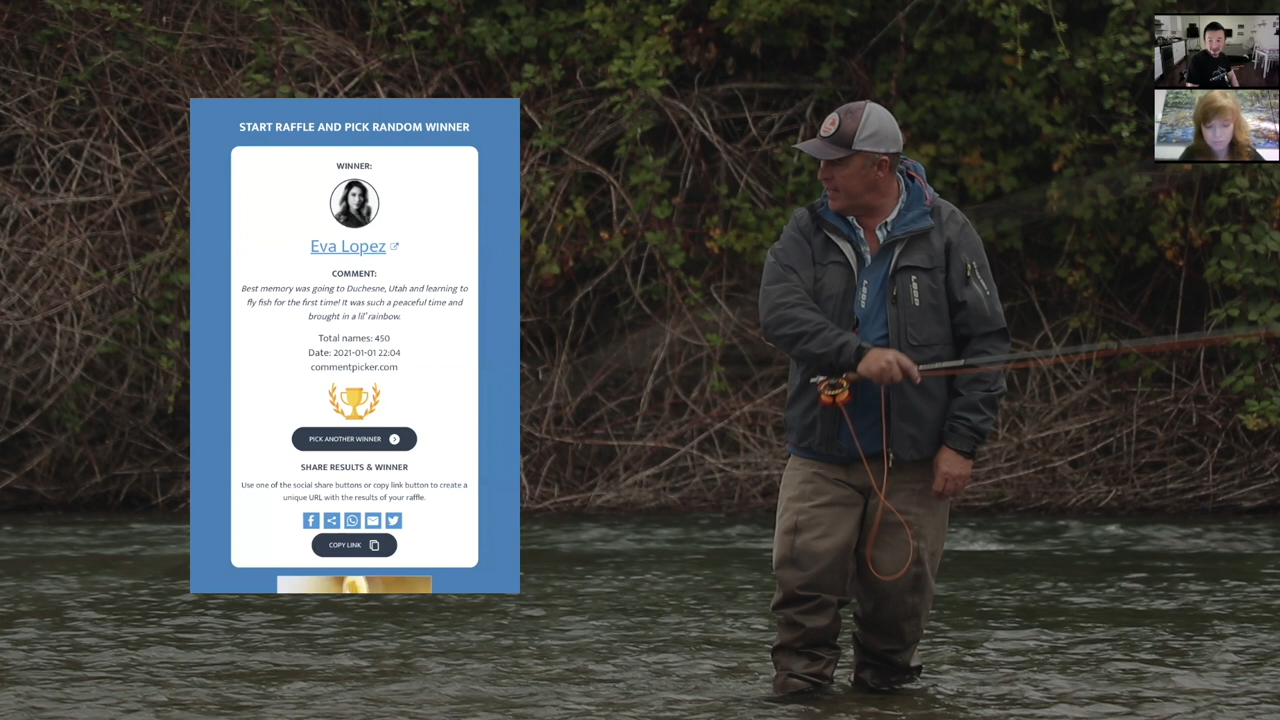 START RAFFLE AND PICK RANDOM WINNER
WINNER:
Eva Lopez
COMMENT:
Best memory was going to Duchesne, Utah and learning to
fly fish for the first time! It was such a peaceful time and
brought in a lil' rainbow.
Total names: 450
Date: 2021-01-01 22:04
commentpicker.com
PICK ANOTHER WINNER
SHARE RESULTS & WINNER
Use one of the social share buttons or copy link button to create a
unique URL with the results of your raffle.
COPY LINK
LOOP
LOOP